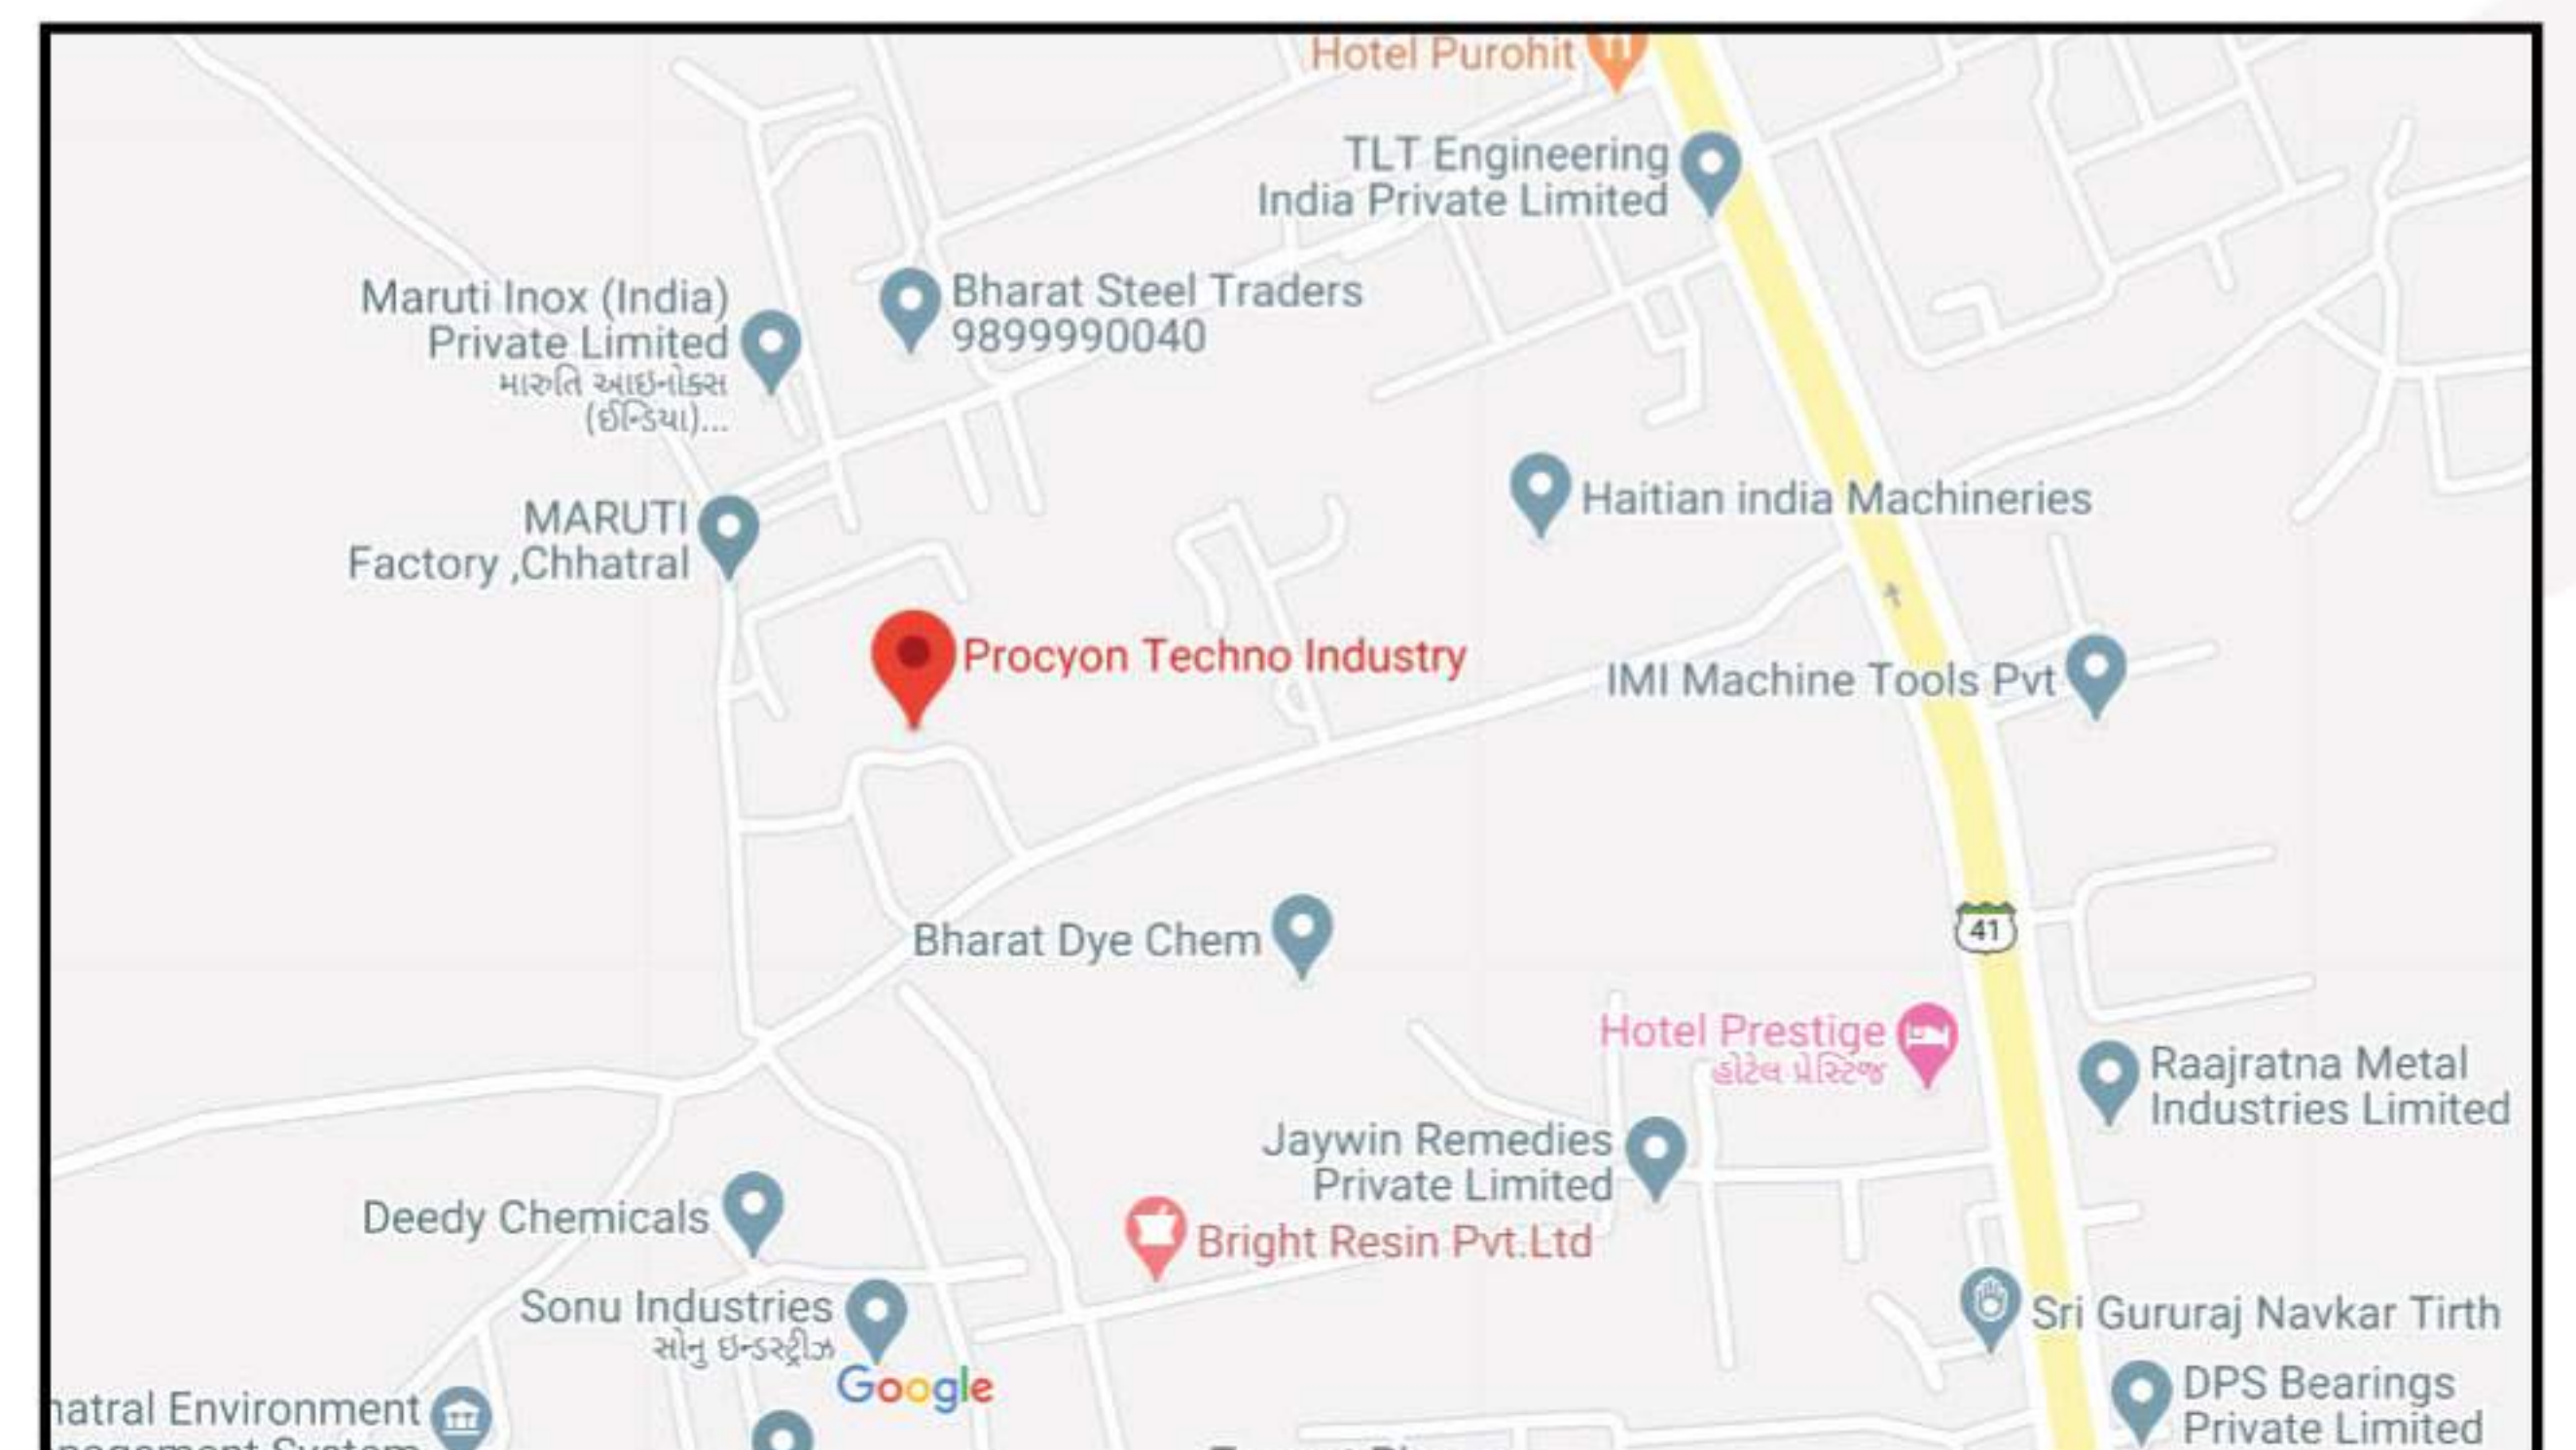 Hotel Purohit
TLT Engineering
India Private Limited
Maruti Inox (India)
Private Limited
મારુતિ આઇનોક્સ
(ઈન્ડિયા)...
Bharat Steel Traders
9899990040
Haitian india Machineries
MARUTI
Factory ,Chhatral
Procyon Techno Industry
IMI Machine Tools Pvt
Bharat Dye Chem
41
Hotel Prestige
હોટેલ પ્રેસ્ટિજ
Raajratna Metal
Industries Limited
Jaywin Remedies
Private Limited
Deedy Chemicals
Bright Resin Pvt.Ltd
Sonu Industries
સોનુ ઇન્ડસ્ટ્રીઝ
Sri Gururaj Navkar Tirth
Google
DPS Bearings
Private Limited
hatral Environment